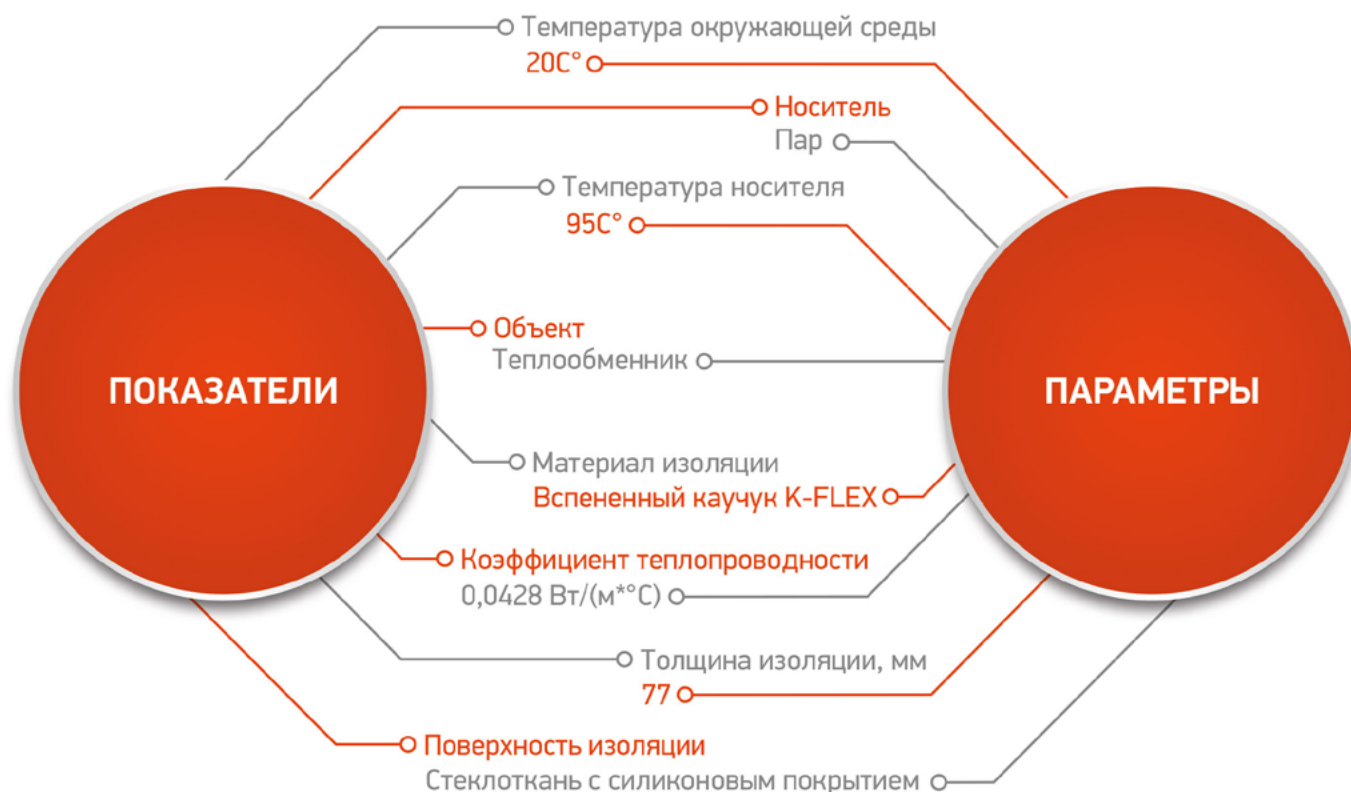 Температура окружающей среды
20С°
Носитель
Пар
Температура носителя
95С°
Объект
Теплообменник
ПОКАЗАТЕЛИ
ПАРАМЕТРЫ
Материал изоляции
Вспененный каучук K-FLEX
Коэффициент теплопроводности
0,0428 Вт/(м*°С)
Толщина изоляции, мм
77
Поверхность изоляции
Стеклоткань с силиконовым покрытием